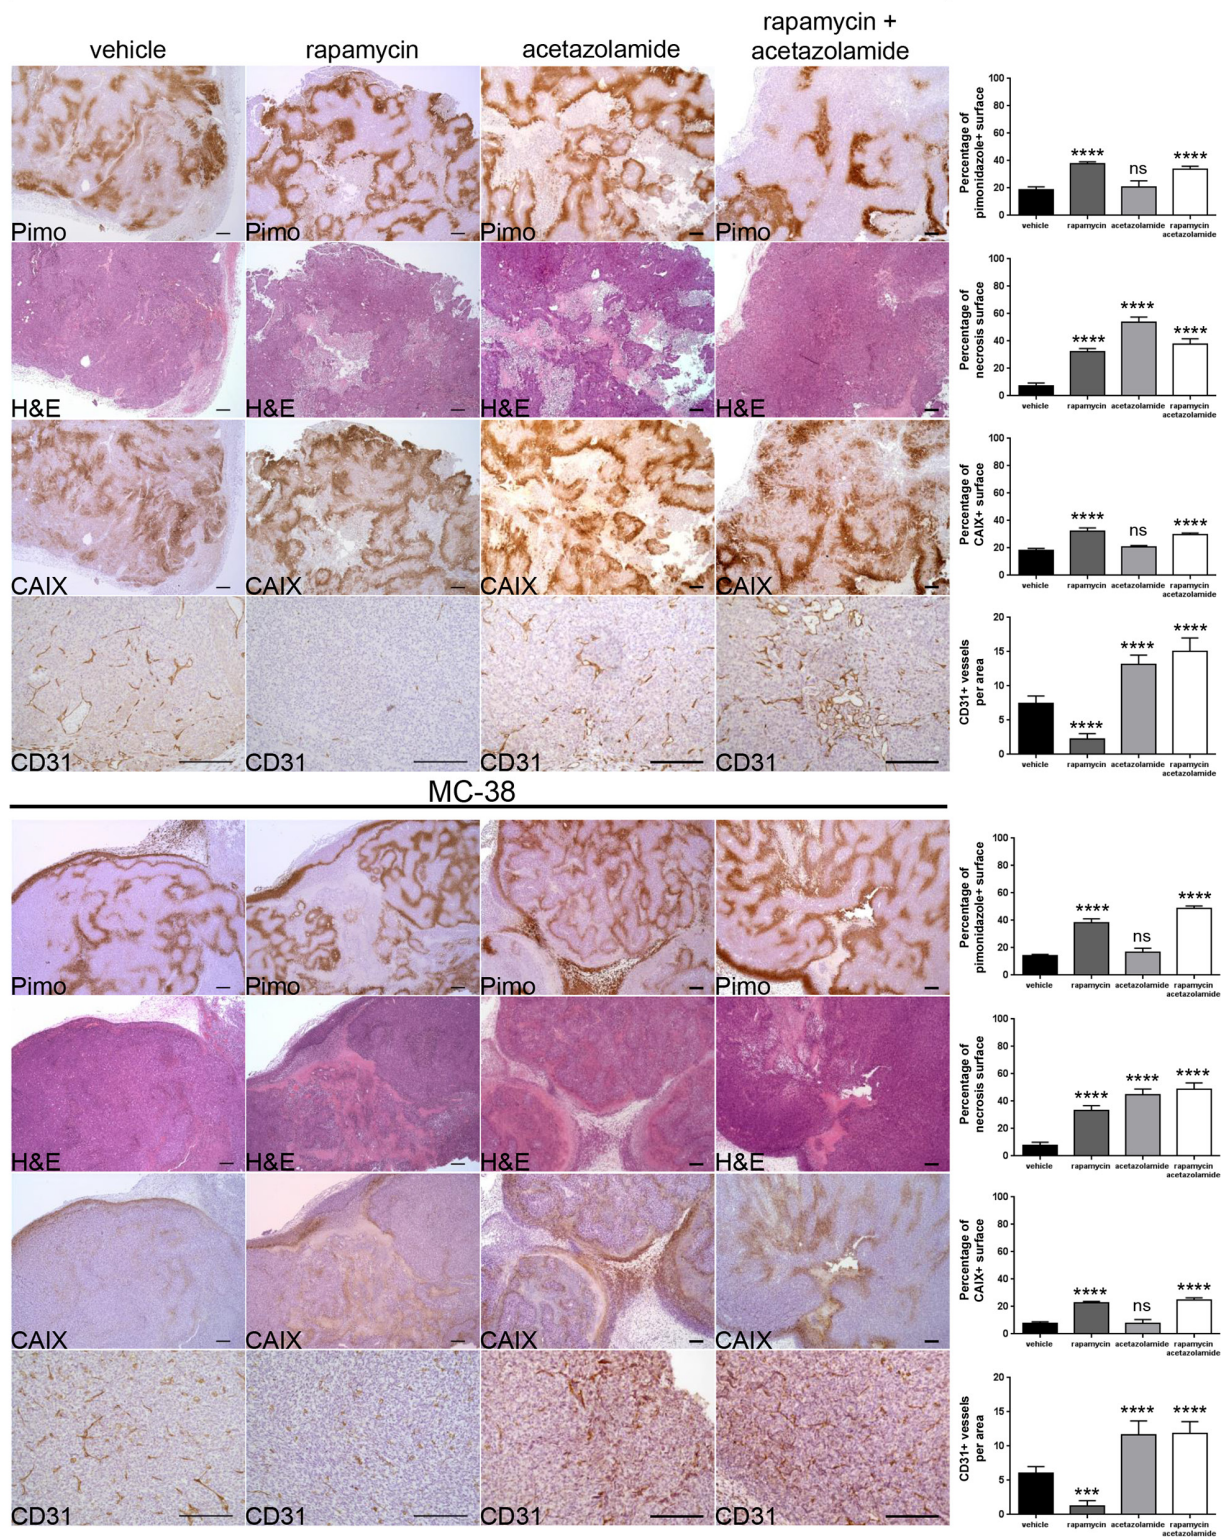 vehicle
rapamycin
acetazolamide
rapamycin +
acetazolamide
Pimo
Pimo
Pimo
Pimo
Percentage of
pimonidazole+ surface
100
80
60
40
20
0
****
ns
****
vehicle
rapamycin
acetazolamide
rapamycin
acetazolamide
H&E
H&E
H&E
H&E
Percentage of
necrosis surface
100
80
60
40
20
0
****
****
****
vehicle
rapamycin
acetazolamide
rapamycin
acetazolamide
CAIX
CAIX
CAIX
CAIX
Percentage of
CAIX+ surface
100
80
60
40
20
0
****
ns
****
vehicle
rapamycin
acetazolamide
rapamycin
acetazolamide
CD31
CD31
CD31
CD31
CD31+ vessels
per area
20
15
10
5
0
****
****
****
vehicle
rapamycin
acetazolamide
rapamycin
acetazolamide
MC-38
Pimo
Pimo
Pimo
Pimo
Percentage of
pimonidazole+ surface
100
80
60
40
20
0
****
ns
****
vehicle
rapamycin
acetazolamide
rapamycin
acetazolamide
H&E
H&E
H&E
H&E
Percentage of
necrosis surface
100
80
60
40
20
0
****
****
****
vehicle
rapamycin
acetazolamide
rapamycin
acetazolamide
CAIX
CAIX
CAIX
CAIX
Percentage of
CAIX+ surface
100
80
60
40
20
0
****
ns
****
vehicle
rapamycin
acetazolamide
rapamycin
acetazolamide
CD31
CD31
CD31
CD31
CD31+ vessels
per area
20
15
10
5
0
***
****
****
vehicle
rapamycin
acetazolamide
rapamycin
acetazolamide